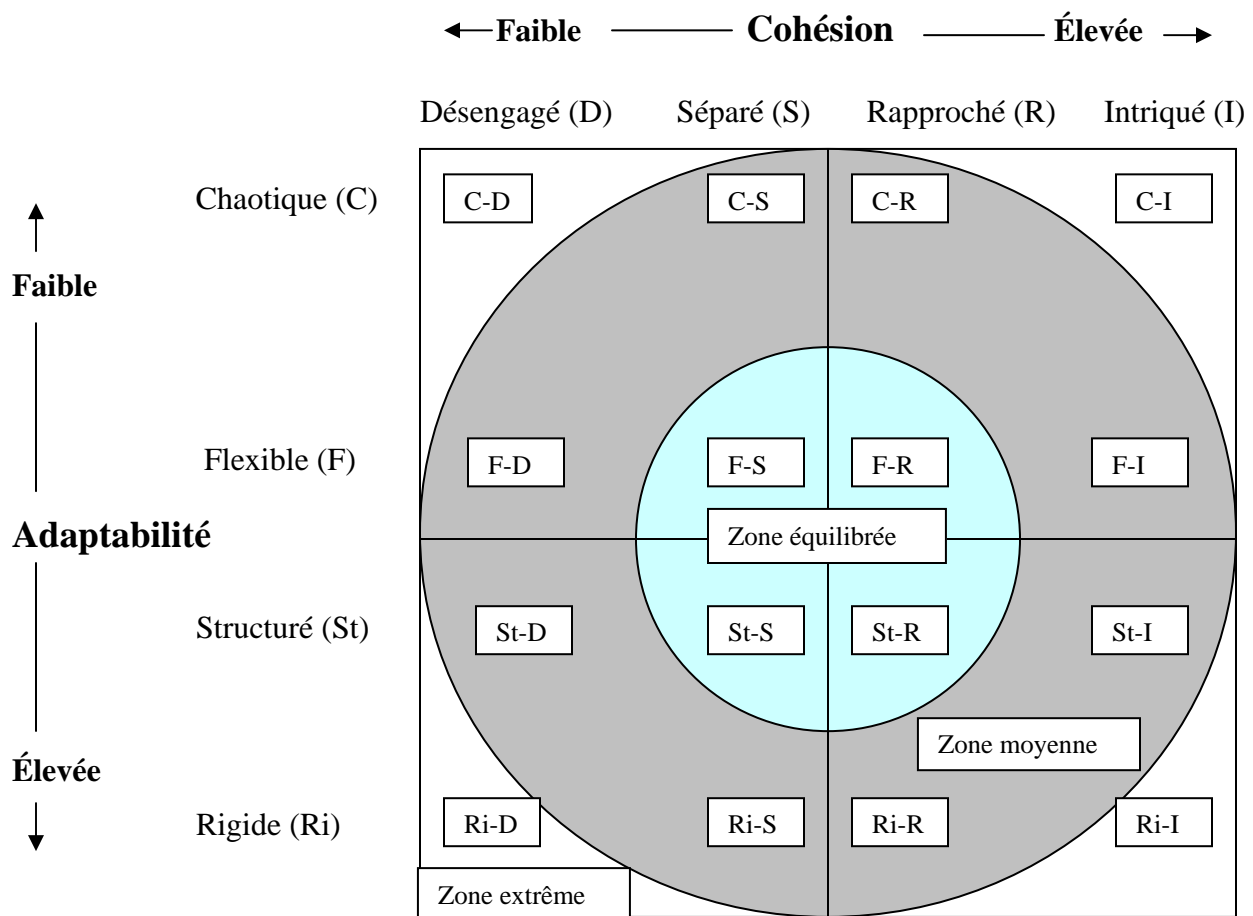 Faible Cohésion Élevée
Désengagé (D) Séparé (S) Rapproché (R) Intriqué (I)
Chaotique (C) C-D C-S C-R C-I
Faible
Flexible (F) F-D F-S F-R F-I
Adaptabilité Zone équilibrée
Structuré (St) St-D St-S St-R St-I
Zone moyenne
Élevée
Rigide (Ri) Ri-D Ri-S Ri-R Ri-I
Zone extrême